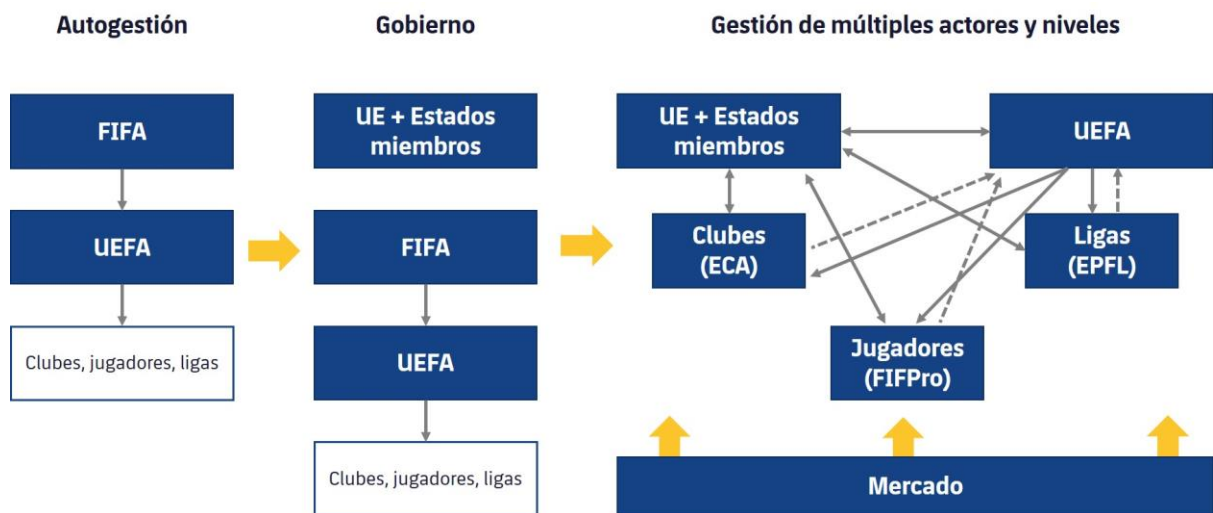 Autogestión
FIFA
UEFA
Clubes, jugadores, ligas
Gobierno
UE + Estados
miembros
FIFA
UEFA
Clubes, jugadores, ligas
Gestión de múltiples actores y niveles
UE + Estados
miembros
UEFA
Clubes
(ECA)
Ligas
(EPFL)
Jugadores
(FIFPro)
Mercado